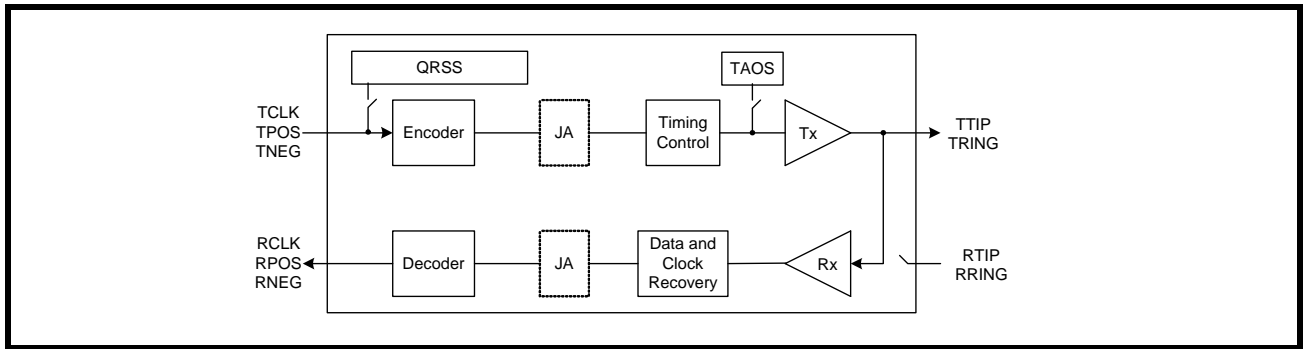 QRSS
TAOS
TCLK
TPOS
TNEG
Encoder
JA
Timing
Control
Tx
TTIP
TRING
RCLK
RPOS
RNEG
Decoder
JA
Data and
Clock
Recovery
Rx
RTIP
RRING